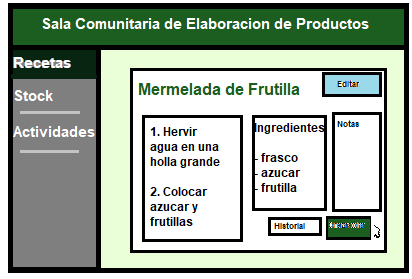 Sala Comunitaria de Elaboracion de Productos
Recetas
Stock
Actividades
Mermelada de Frutilla
Editar
1. Hervir
agua en una
holla grande
2. Colocar
azucar y
frutillas
Ingredientes
- frasco
- azucar
- frutilla
Notas
Historial